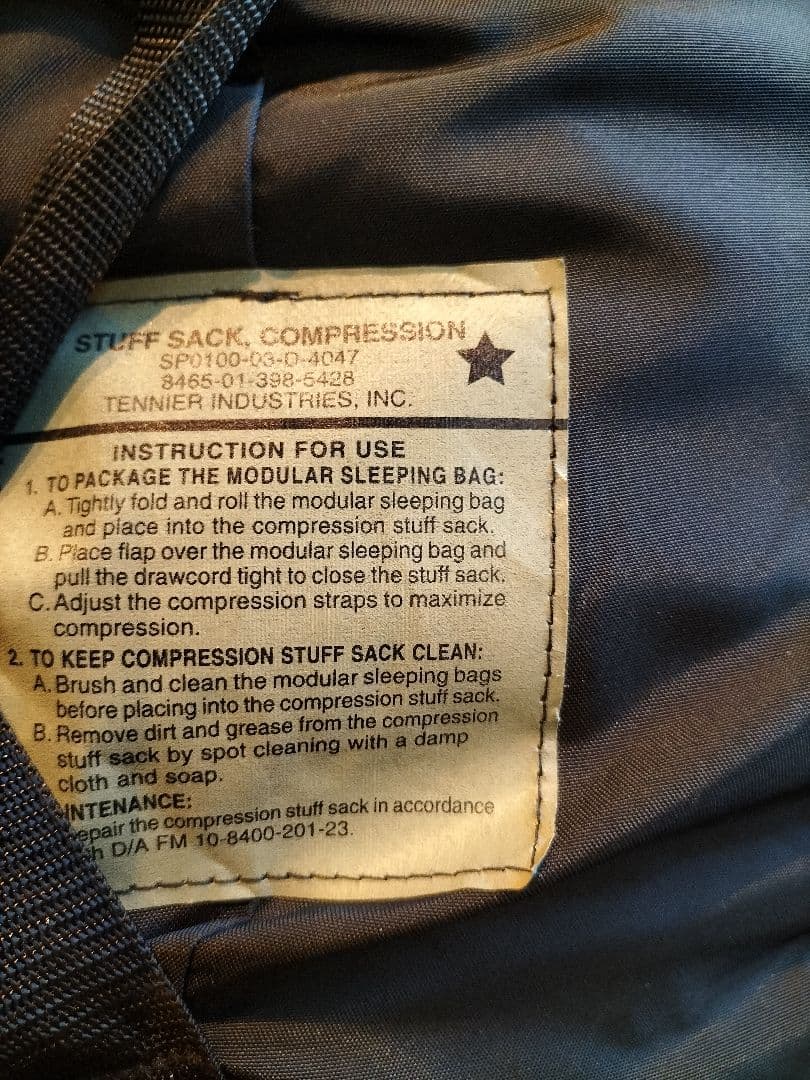 STUFF SACK, COMPRESSION
SP0100-03-D-4047
8465-01-398-5428
TENNIER INDUSTRIES, INC.
INSTRUCTION FOR USE
1. TO PACKAGE THE MODULAR SLEEPING BAG:
A. Tightly fold and roll the modular sleeping bag
and place into the compression stuff sack.
B. Place flap over the modular sleeping bag and
pull the drawcord tight to close the stuff sack.
C. Adjust the compression straps to maximize
compression.
2. TO KEEP COMPRESSION STUFF SACK CLEAN:
A. Brush and clean the modular sleeping bags
before placing into the compression stuff sack.
B. Remove dirt and grease from the compression
stuff sack by spot cleaning with a damp
cloth and soap.
INTENANCE:
epair the compression stuff sack in accordance
h D/A FM 10-8400-201-23.